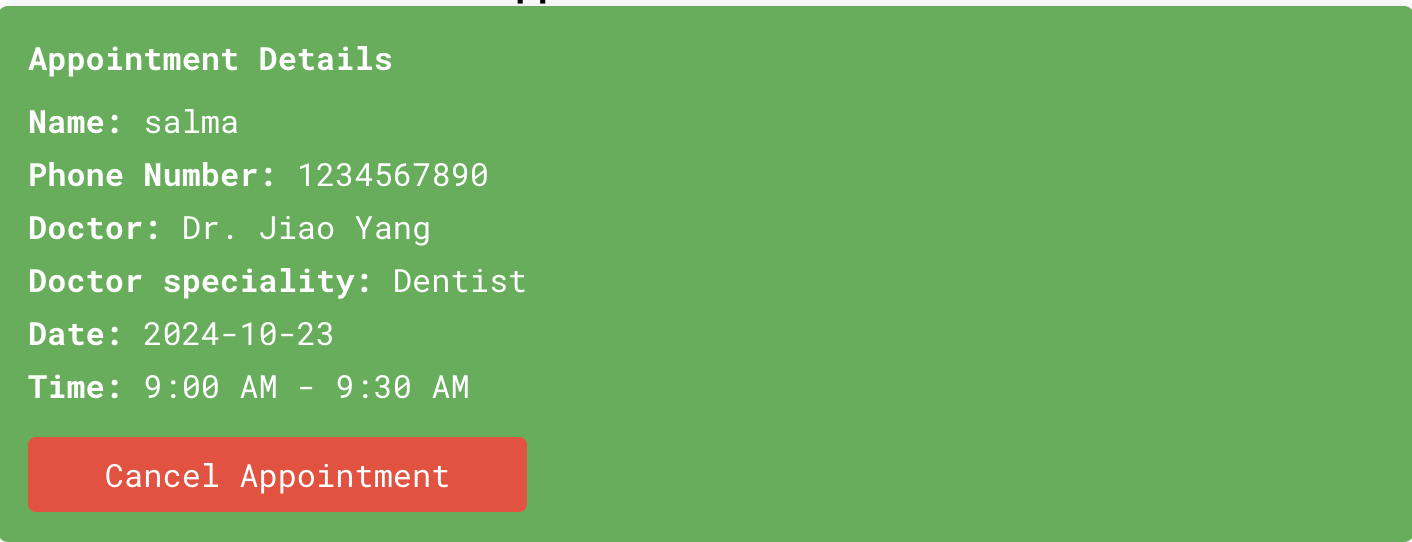 Appointment Details
Name: salma
Phone Number: 1234567890
Doctor: Dr. Jiao Yang
Doctor speciality: Dentist
Date: 2024-10-23
Time: 9:00 AM - 9:30 AM
Cancel Appointment